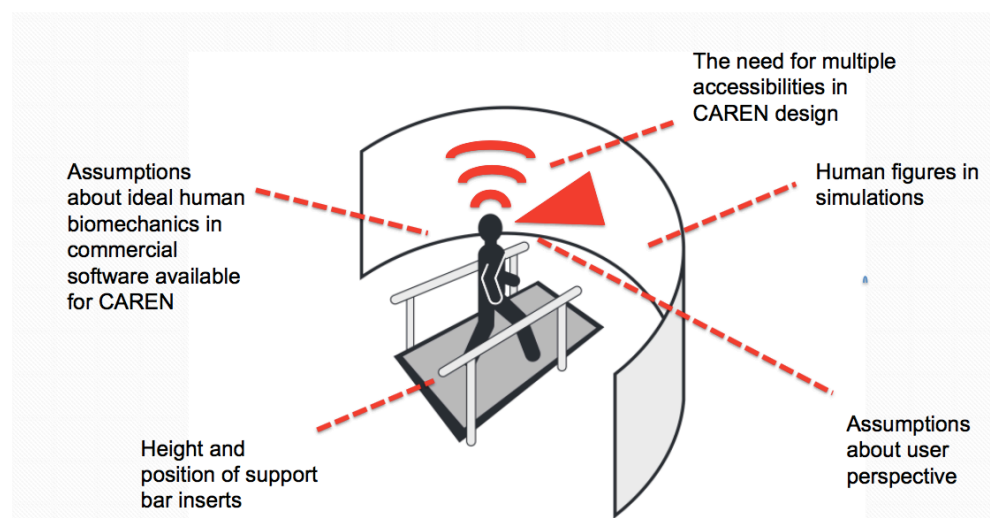 The need for multiple
accessibilities in
CAREN design
Assumptions
about ideal human
biomechanics in
commercial
software available
for CAREN
Human figures in
simulations
Height and
position of support
bar inserts
Assumptions
about user
perspective